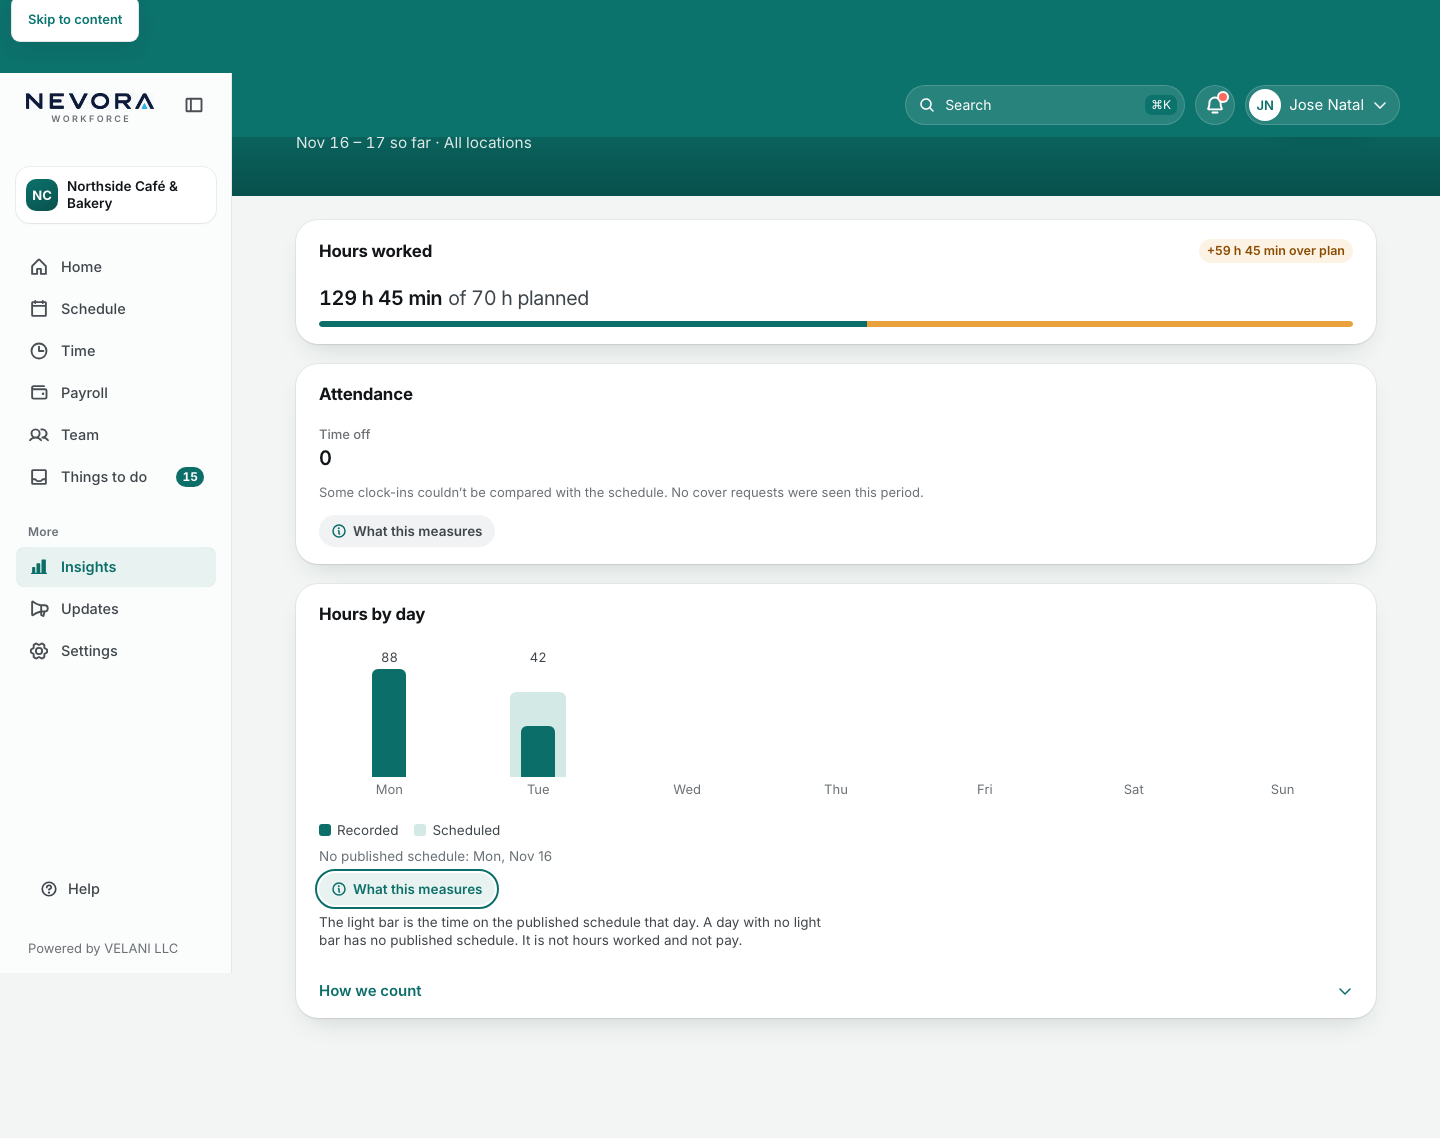 Skip to content
NEVORA
WORKFORCE
Search
⌘K
JN
Jose Natal
Nov 16 – 17 so far · All locations
NC
Northside Café &
Bakery
Home
Schedule
Time
Payroll
Team
Things to do
15
More
Insights
Updates
Settings
Help
Powered by VELANI LLC
Hours worked
+59 h 45 min over plan
129 h 45 min of 70 h planned
Attendance
Time off
0
Some clock-ins couldn't be compared with the schedule. No cover requests were seen this period.
What this measures
Hours by day
88
42
Mon
Tue
Wed
Thu
Fri
Sat
Sun
Recorded
Scheduled
No published schedule: Mon, Nov 16
What this measures
The light bar is the time on the published schedule that day. A day with no light
bar has no published schedule. It is not hours worked and not pay.
How we count